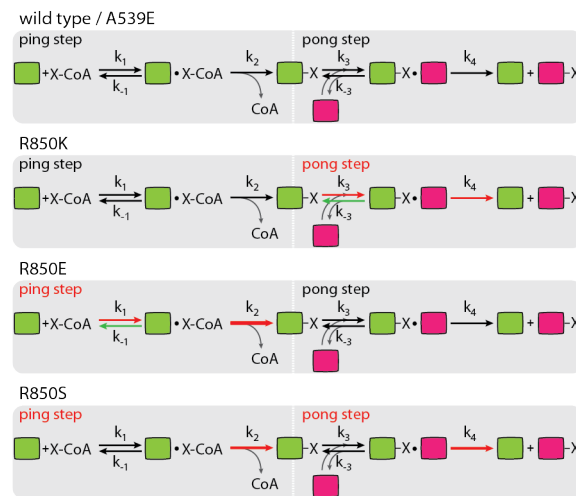 wild type / A539E
ping step pong step
k1 k2 k3 k4
+X-CoA • X-CoA –X –X• + –X
k-1 CoA k-3
R850K
ping step pong step
k1 k2 k3 k4
+X-CoA • X-CoA –X –X• + –X
k-1 CoA k-3
R850E
ping step pong step
k1 k2 k3 k4
+X-CoA • X-CoA –X –X• + –X
k-1 CoA k-3
R850S
ping step pong step
k1 k2 k3 k4
+X-CoA • X-CoA –X –X• + –X
k-1 CoA k-3